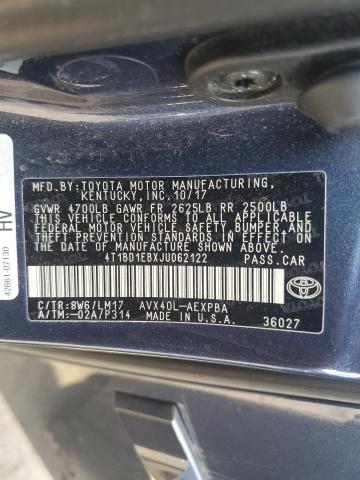 MFD.BY:TOYOTA MOTOR MANUFACTURING,
KENTUCKY,INC.10/17
GVWR 4700LB GAWR FR 2625LB RR 2500LB
THIS VEHICLE CONFORMS TO ALL APPLICABLE
FEDERAL MOTOR VEHICLE SAFETY,BUMPER,AND
THEFT PREVENTION STANDARDS IN EFFECT ON
THE DATE OF MANUFACTURE SHOWN ABOVE.
4T1BD1EBXJU062122 PASS.CAR
C/TR:8W6/LM17 AVX40L-AEXPBA
A/TM:-02A/P314 MADE IN U.S.A. 36027
TOYOTA
HV
42661-07130